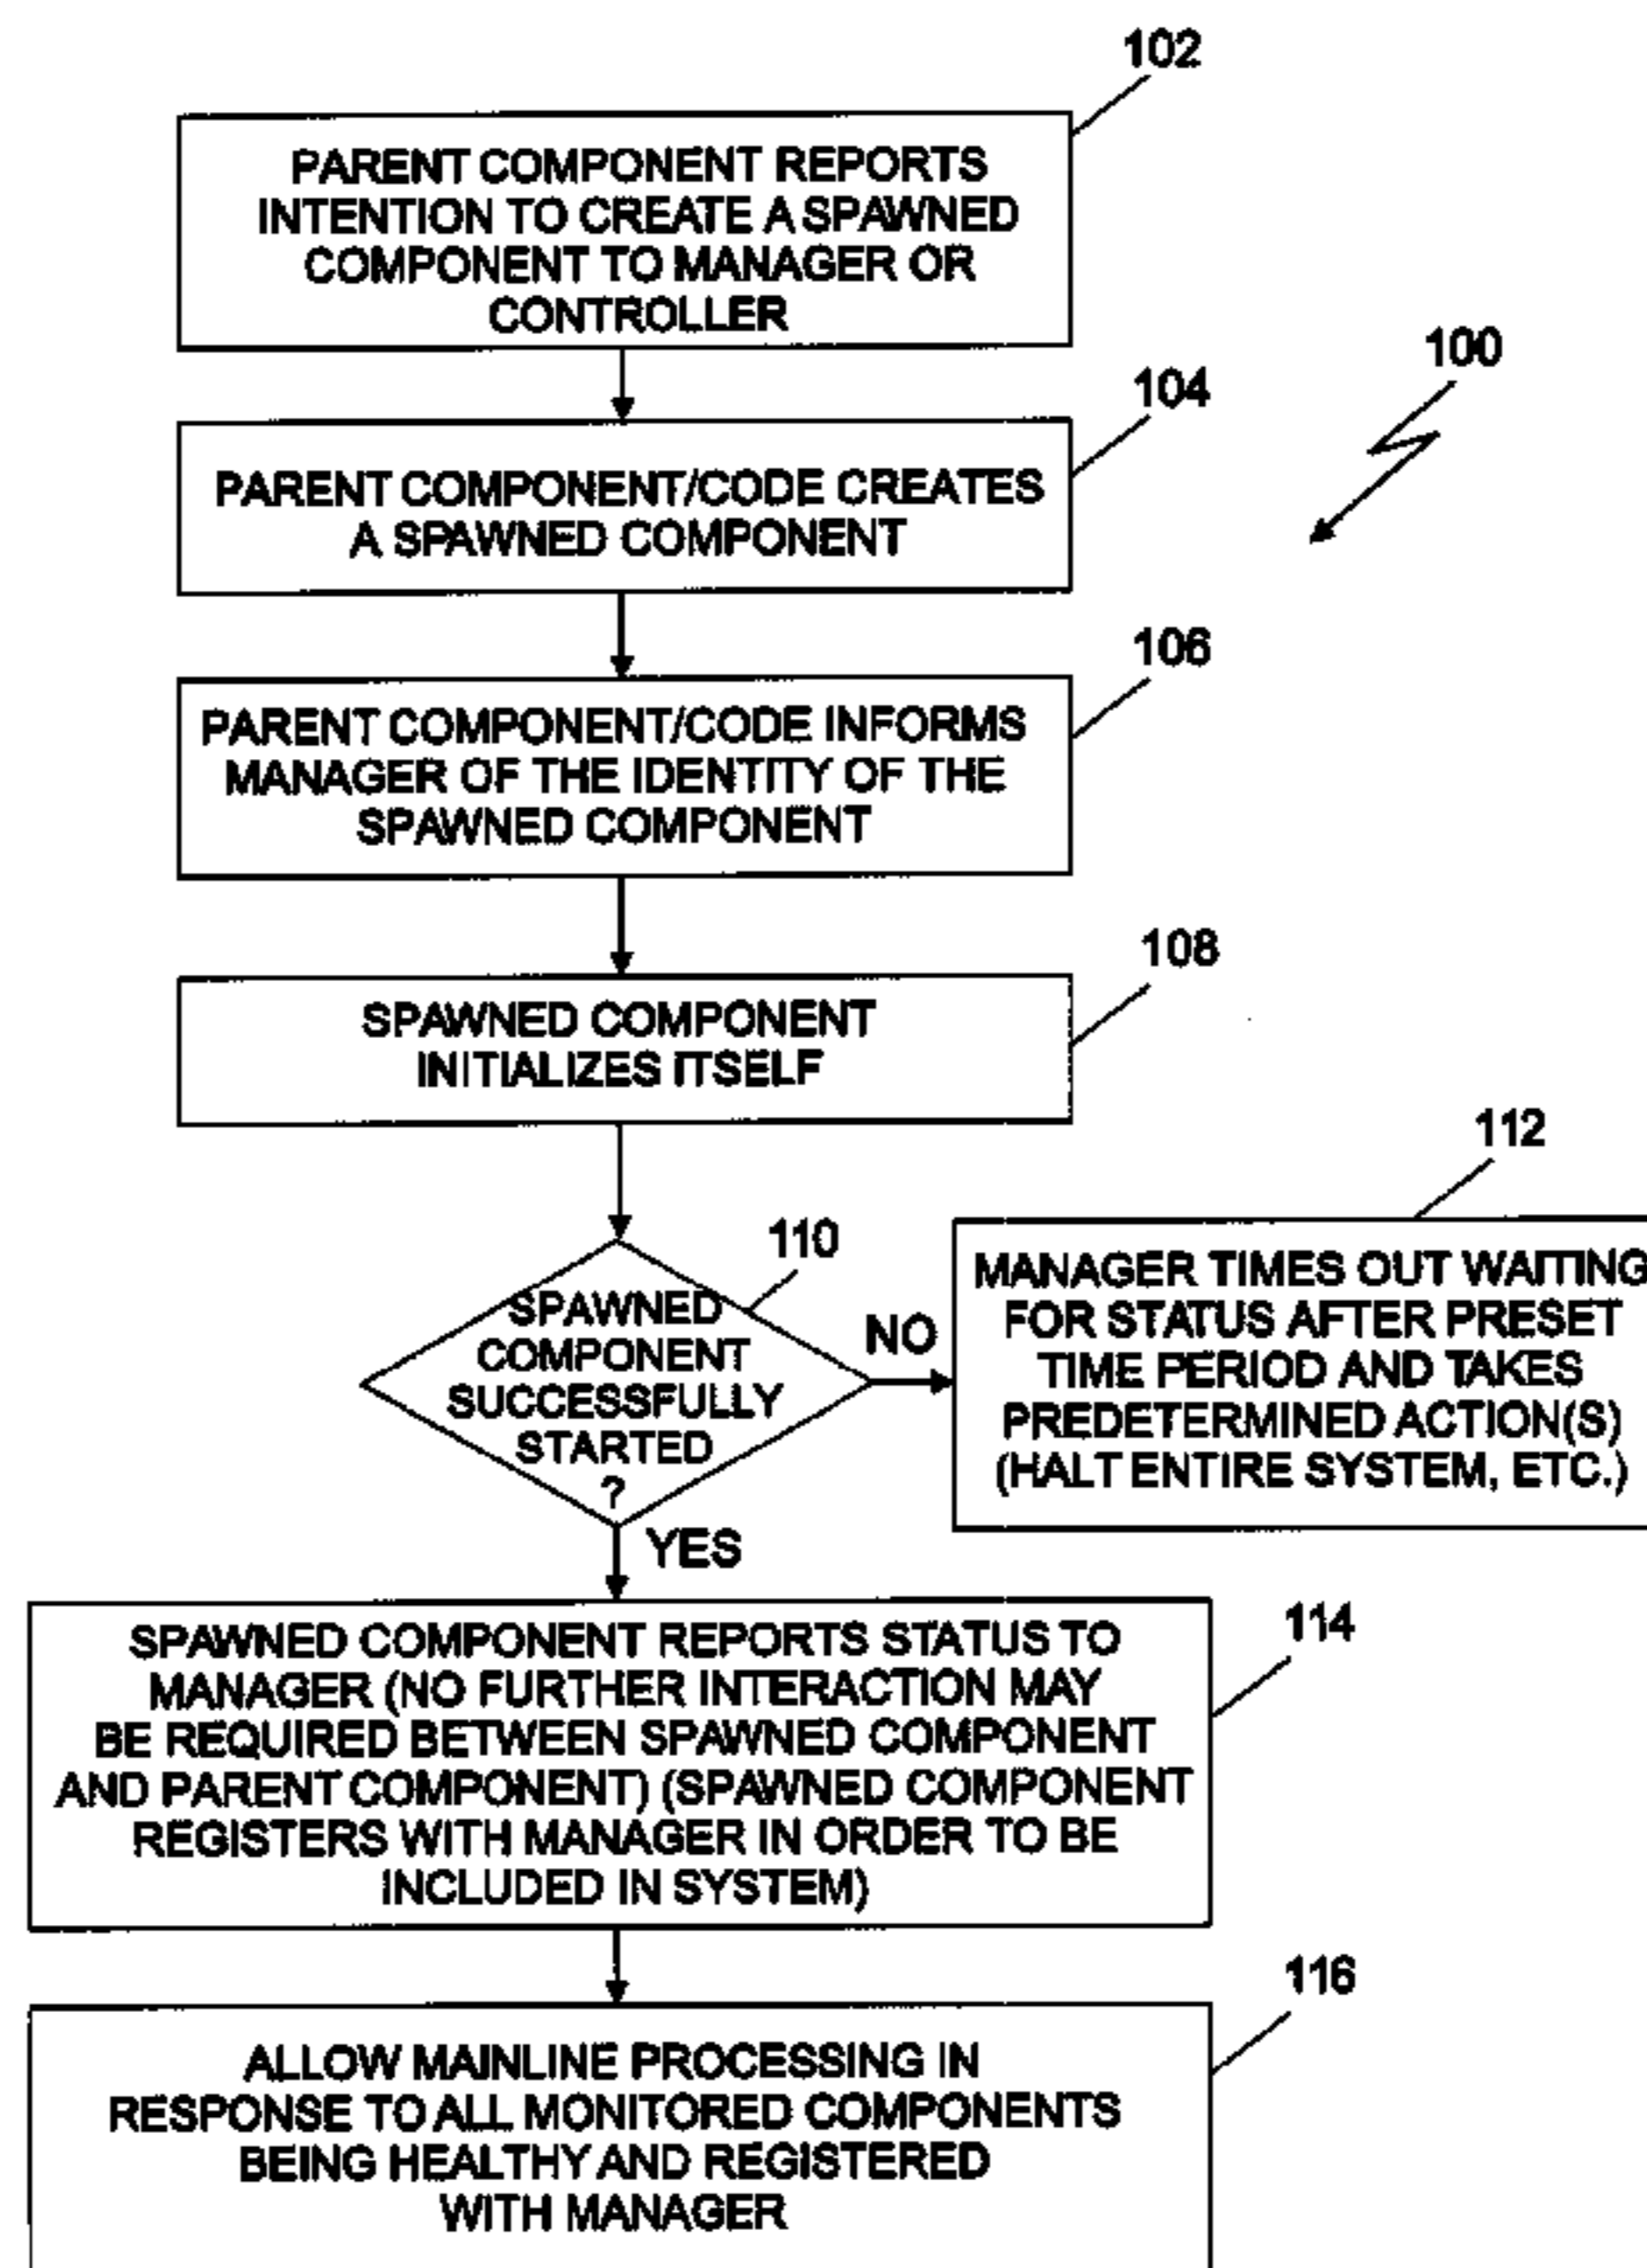 102
PARENT COMPONENT REPORTS
INTENTION TO CREATE A SPAWNED
COMPONENT TO MANAGER OR
CONTROLLER
100
104
PARENT COMPONENT/CODE CREATES
A SPAWNED COMPONENT
106
PARENT COMPONENT/CODE INFORMS
MANAGER OF THE IDENTITY OF THE
SPAWNED COMPONENT
108
SPAWNED COMPONENT
INITIALIZES ITSELF
110
SPAWNED
COMPONENT
SUCCESSFULLY
STARTED
?
NO
112
MANAGER TIMES OUT WAITING
FOR STATUS AFTER PRESET
TIME PERIOD AND TAKES
PREDETERMINED ACTION(S)
(HALT ENTIRE SYSTEM, ETC.)
YES
114
SPAWNED COMPONENT REPORTS STATUS TO
MANAGER (NO FURTHER INTERACTION MAY
BE REQUIRED BETWEEN SPAWNED COMPONENT
AND PARENT COMPONENT) (SPAWNED COMPONENT
REGISTERS WITH MANAGER IN ORDER TO BE
INCLUDED IN SYSTEM)
116
ALLOW MAINLINE PROCESSING IN
RESPONSE TO ALL MONITORED COMPONENTS
BEING HEALTHY AND REGISTERED
WITH MANAGER